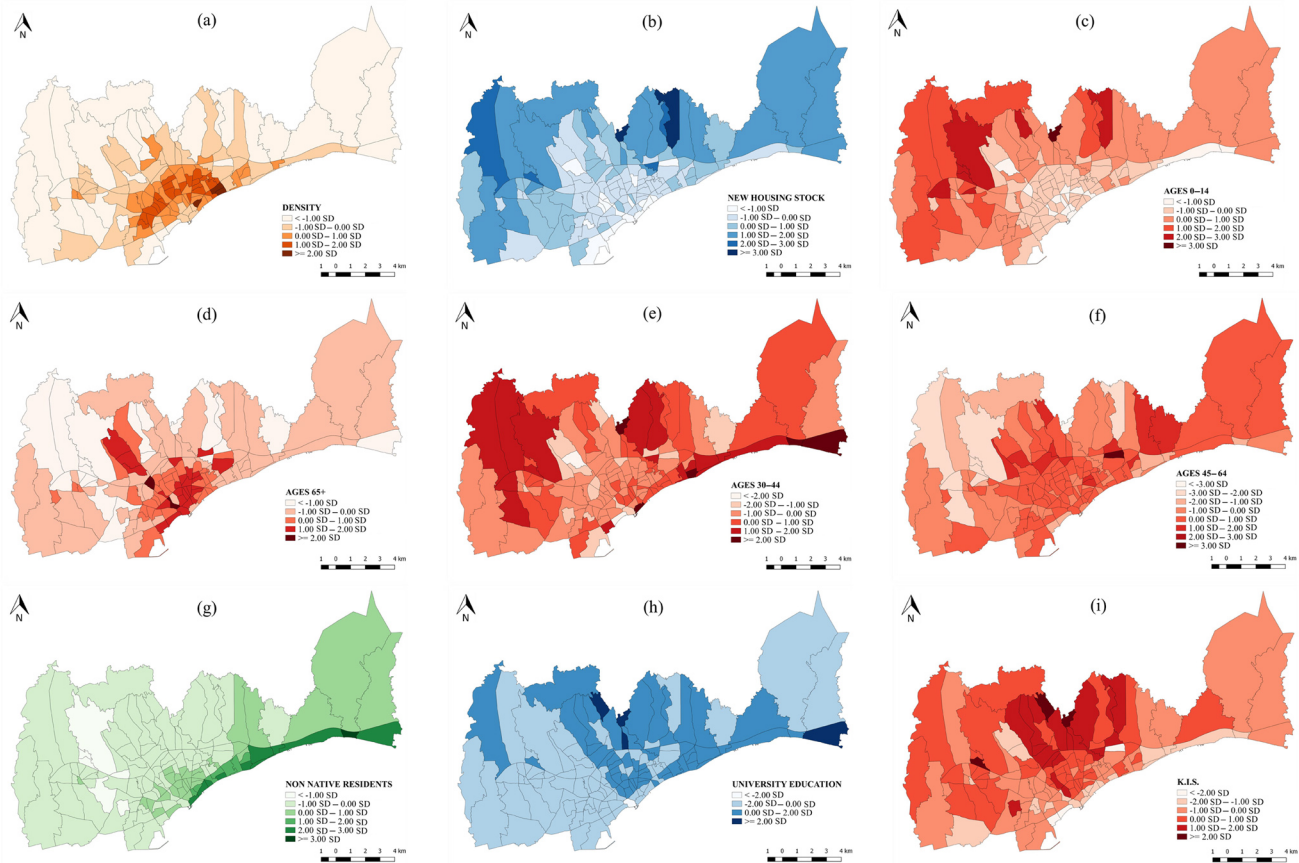 (a)
N
DENSITY
< -1.00 SD
-1.00 SD – 0.00 SD
0.00 SD – 1.00 SD
1.00 SD – 2.00 SD
>= 2.00 SD
1 0 1 2 3 4 km
(b)
N
NEW HOUSING STOCK
< -1.00 SD
-1.00 SD – 0.00 SD
0.00 SD – 1.00 SD
1.00 SD – 2.00 SD
2.00 SD – 3.00 SD
>= 3.00 SD
1 0 1 2 3 4 km
(c)
N
AGES 0–14
< -1.00 SD
-1.00 SD – 0.00 SD
0.00 SD – 1.00 SD
1.00 SD – 2.00 SD
2.00 SD – 3.00 SD
>= 3.00 SD
1 0 1 2 3 4 km
(d)
N
AGES 65+
< -1.00 SD
-1.00 SD – 0.00 SD
0.00 SD – 1.00 SD
1.00 SD – 2.00 SD
>= 2.00 SD
1 0 1 2 3 4 km
(e)
N
AGES 30–44
< -2.00 SD
-2.00 SD – -1.00 SD
-1.00 SD – 0.00 SD
0.00 SD – 1.00 SD
1.00 SD – 2.00 SD
>= 2.00 SD
1 0 1 2 3 4 km
(f)
N
AGES 45–64
< -3.00 SD
-3.00 SD – -2.00 SD
-2.00 SD – -1.00 SD
-1.00 SD – 0.00 SD
0.00 SD – 1.00 SD
1.00 SD – 2.00 SD
2.00 SD – 3.00 SD
>= 3.00 SD
1 0 1 2 3 4 km
(g)
N
NON NATIVE RESIDENTS
< -1.00 SD
-1.00 SD – 0.00 SD
0.00 SD – 1.00 SD
1.00 SD – 2.00 SD
2.00 SD – 3.00 SD
>= 3.00 SD
1 0 1 2 3 4 km
(h)
N
UNIVERSITY EDUCATION
< -2.00 SD
-2.00 SD – 0.00 SD
0.00 SD – 2.00 SD
>= 2.00 SD
1 0 1 2 3 4 km
(i)
N
K.I.S.
< -2.00 SD
-2.00 SD – -1.00 SD
-1.00 SD – 0.00 SD
0.00 SD – 1.00 SD
1.00 SD – 2.00 SD
>= 2.00 SD
1 0 1 2 3 4 km